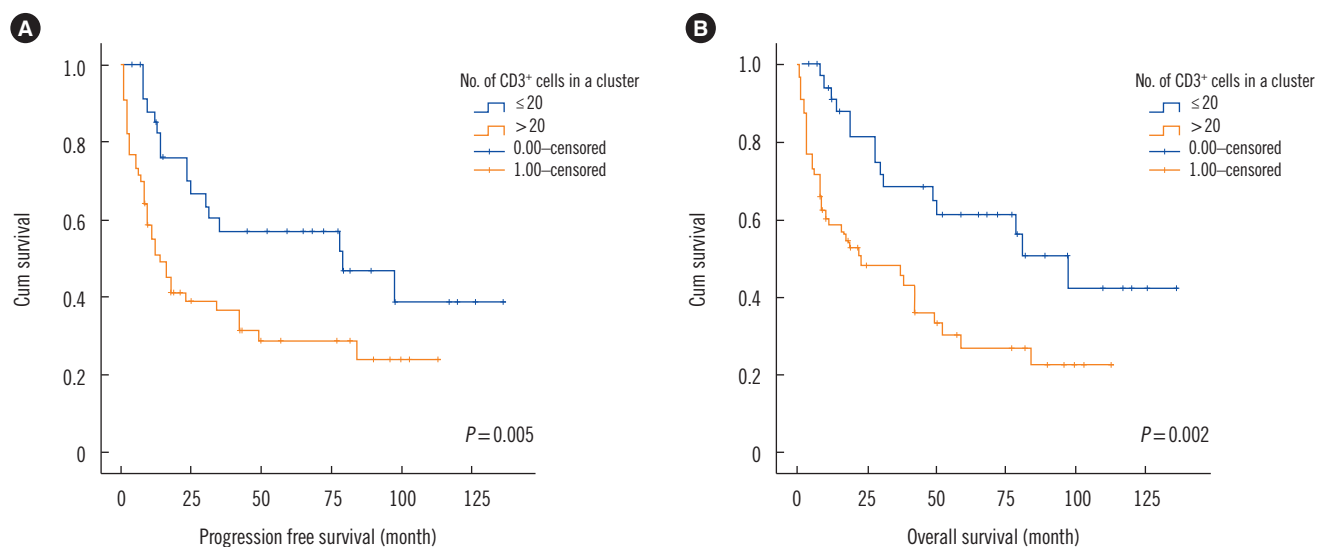 A
1.0
0.8
0.6
0.4
0.2
0
Cum survival
No. of CD3+ cells in a cluster
≤ 20
> 20
0.00–censored
1.00–censored
P=0.005
0 25 50 75 100 125
Progression free survival (month)
B
1.0
0.8
0.6
0.4
0.2
0
Cum survival
No. of CD3+ cells in a cluster
≤ 20
> 20
0.00–censored
1.00–censored
P=0.002
0 25 50 75 100 125
Overall survival (month)